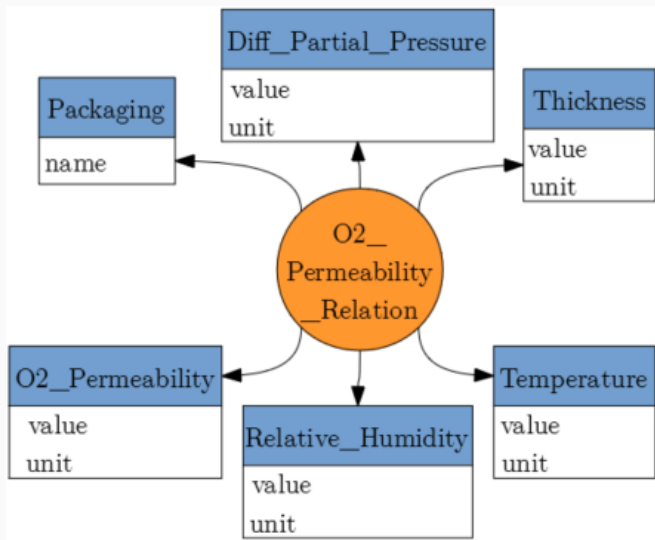 Diff_Partial_Pressure
value
unit
Packaging
name
Thickness
value
unit
O2_
Permeability
_Relation
O2_Permeability
value
unit
Relative_Humidity
value
unit
Temperature
value
unit